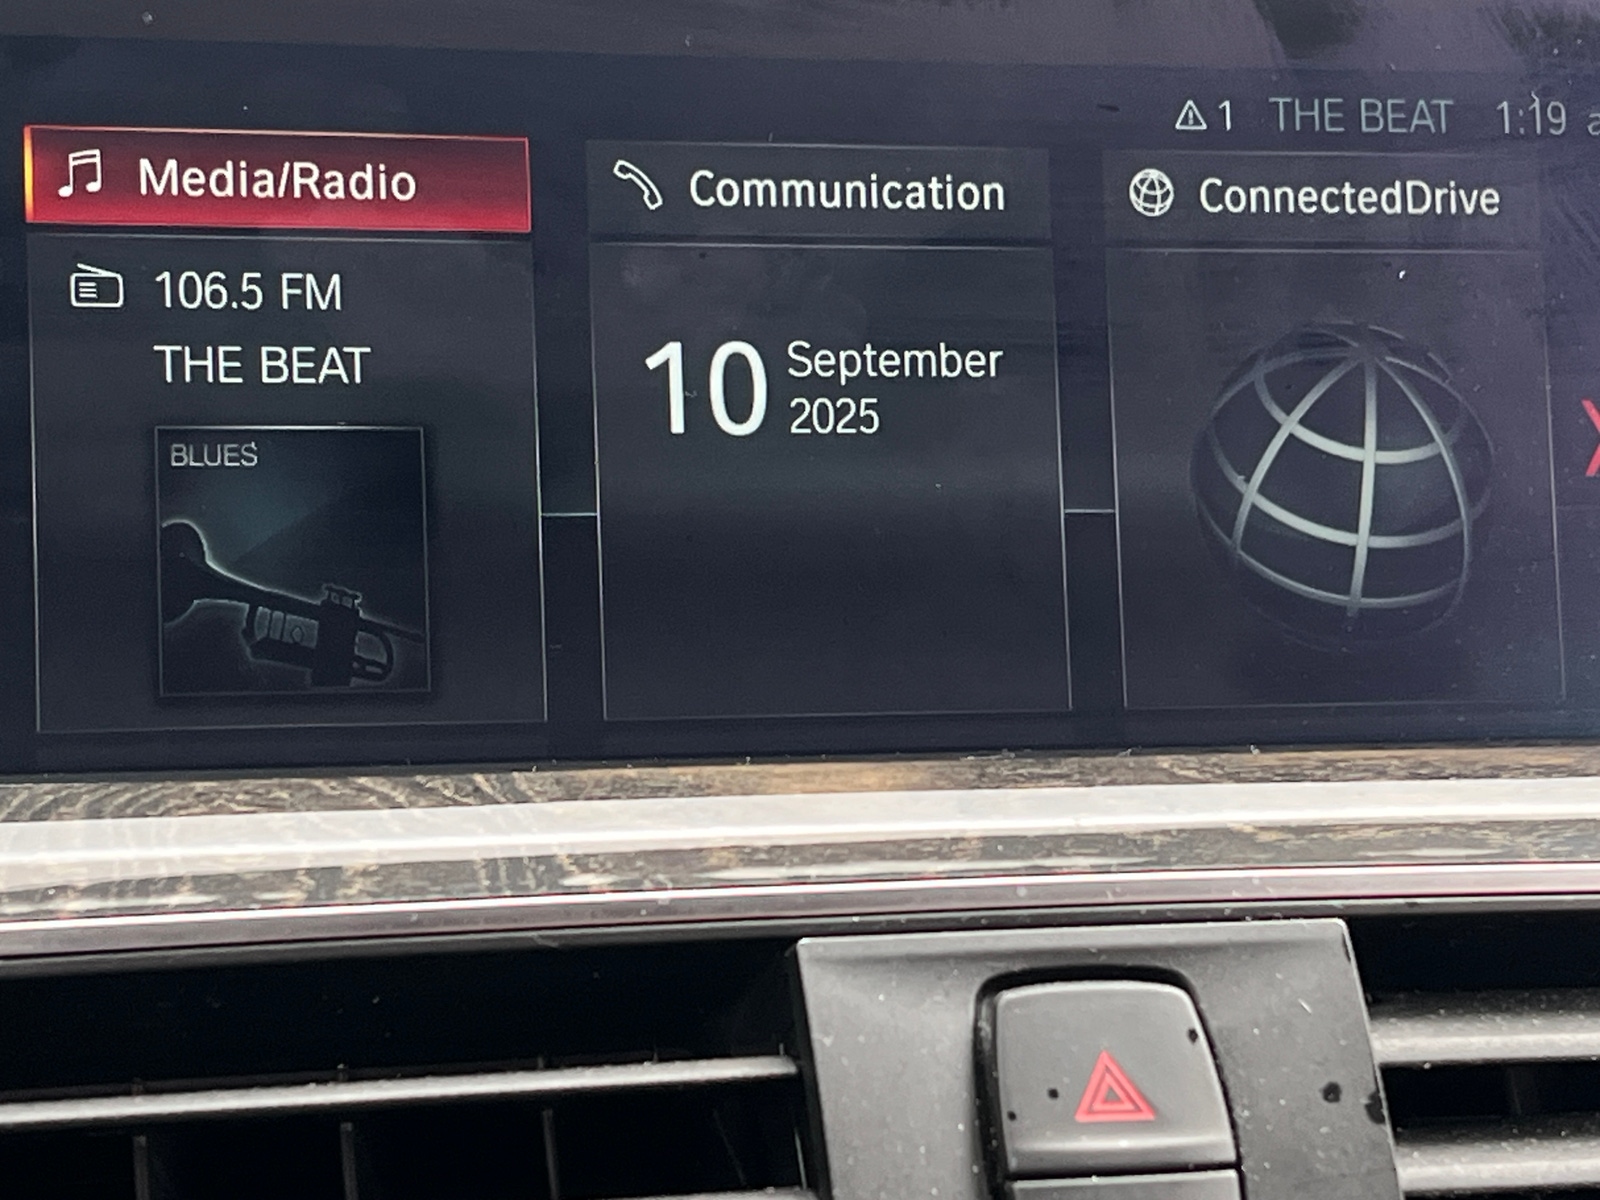 1 THE BEAT 1:19
Media/Radio
Communication
ConnectedDrive
106.5 FM
THE BEAT
BLUES
10 September
2025